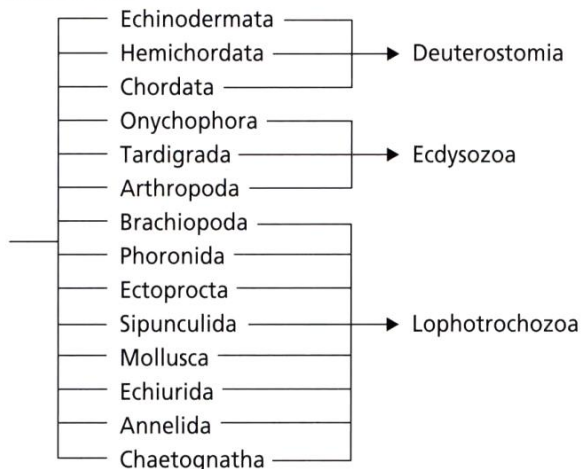 Echinodermata
Hemichordata Deuterostomia
Chordata
Onychophora
Tardigrada Ecdysozoa
Arthropoda
Brachiopoda
Phoronida
Ectoprocta
Sipunculida Lophotrochozoa
Mollusca
Echiurida
Annelida
Chaetognatha